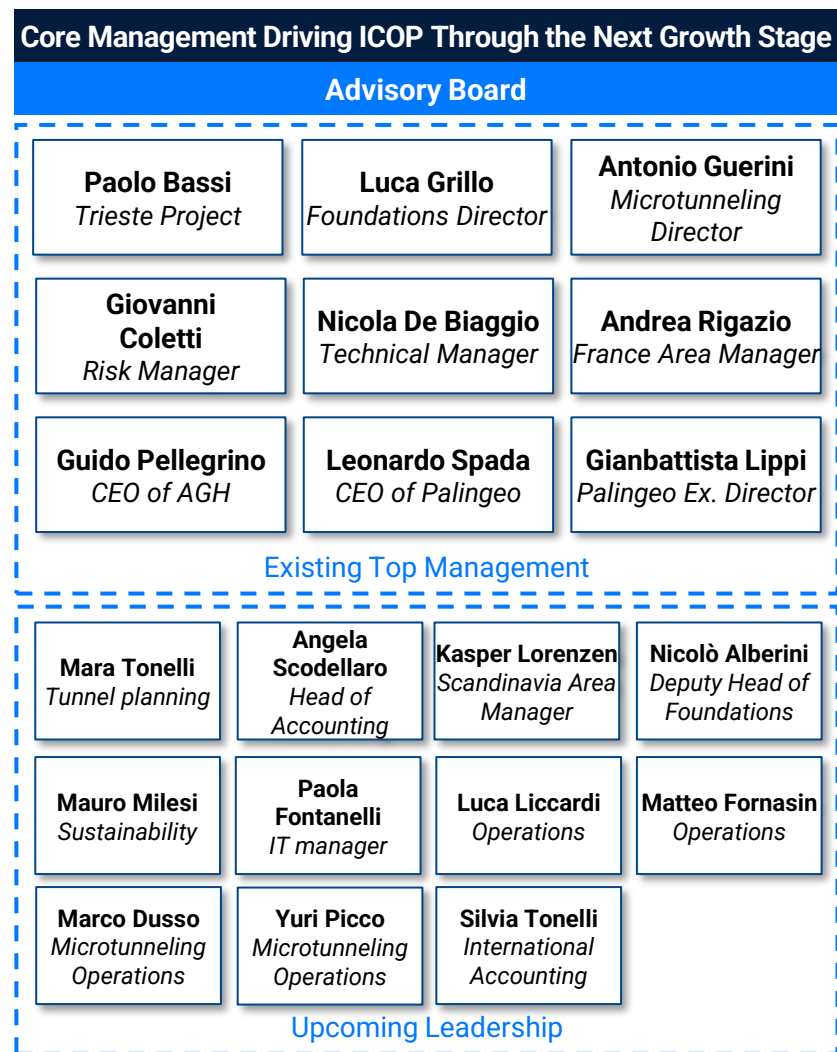 Core Management Driving ICOP Through the Next Growth Stage
Advisory Board
Paolo Bassi
Trieste Project
Luca Grillo
Foundations Director
Antonio Guerini
Microtunneling
Director
Giovanni
Coletti
Risk Manager
Nicola De Biaggio
Technical Manager
Andrea Rigazio
France Area Manager
Guido Pellegrino
CEO of AGH
Leonardo Spada
CEO of Palingeo
Gianbattista Lippi
Palingeo Ex. Director
Existing Top Management
Mara Tonelli
Tunnel planning
Angela
Scodellaro
Head of
Accounting
Kasper Lorenzen
Scandinavia Area
Manager
Nicolò Alberini
Deputy Head of
Foundations
Mauro Milesi
Sustainability
Paola
Fontanelli
IT manager
Luca Liccardi
Operations
Matteo Fornasin
Operations
Marco Dusso
Microtunneling
Operations
Yuri Picco
Microtunneling
Operations
Silvia Tonelli
International
Accounting
Upcoming Leadership